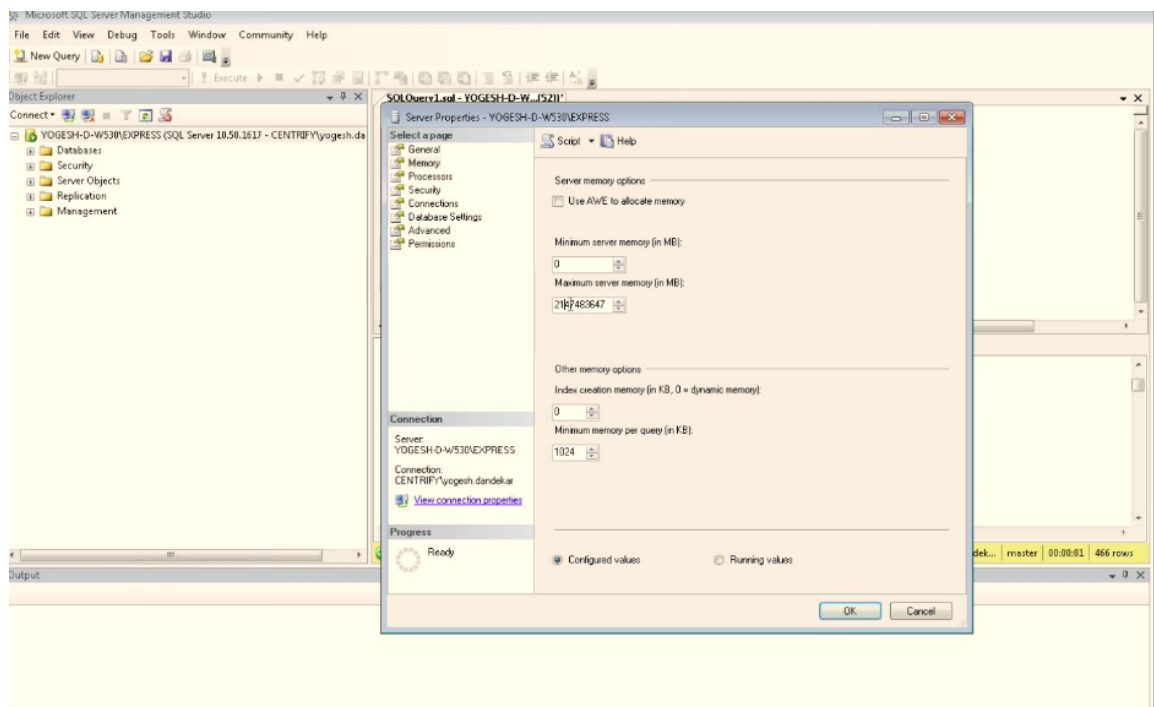 Microsoft SQL Server Management Studio
File Edit View Debug Tools Window Community Help
New Query
Execute
Object Explorer
SQLQuery1.sql - YOGESH-D-W...(52))*
Connect
YOGESH-D-W530\EXPRESS (SQL Server 10.50.1617 - CENTRIFY\yogesh.da
Databases
Security
Server Objects
Replication
Management
Server Properties - YOGESH-D-W530\EXPRESS
Select a page
General
Memory
Processors
Security
Connections
Database Settings
Advanced
Permissions
Script Help
Server memory options
Use AWE to allocate memory
Minimum server memory (in MB):
0
Maximum server memory (in MB):
2147483647
Other memory options
Index creation memory (in KB, 0 = dynamic memory):
0
Minimum memory per query (in KB):
1024
Connection
Server:
YOGESH-D-W530\EXPRESS
Connection:
CENTRIFY\yogesh.dandekar
View connection properties
Progress
Ready
Configured values Running values
OK Cancel
dek... master 00:00:01 466 rows
Output